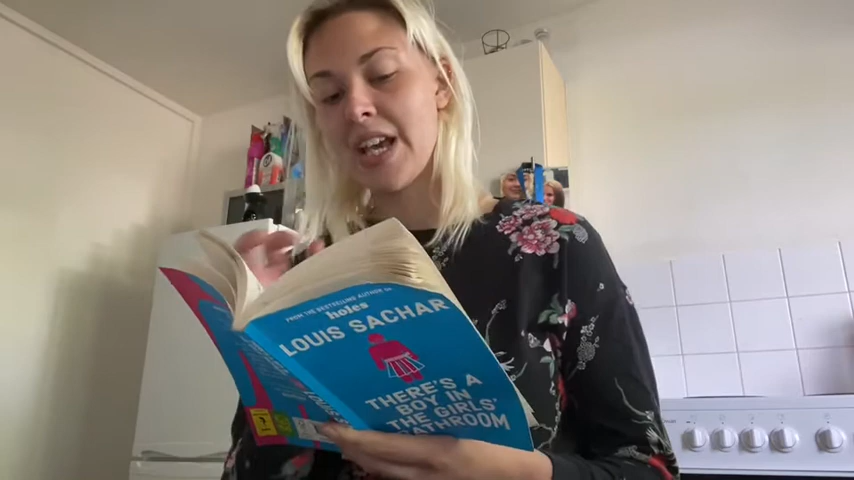 FROM THE BESTSELLING AUTHOR OF
holes
LOUIS SACHAR
THERE'S A
BOY IN
THE GIRLS'
BATHROOM